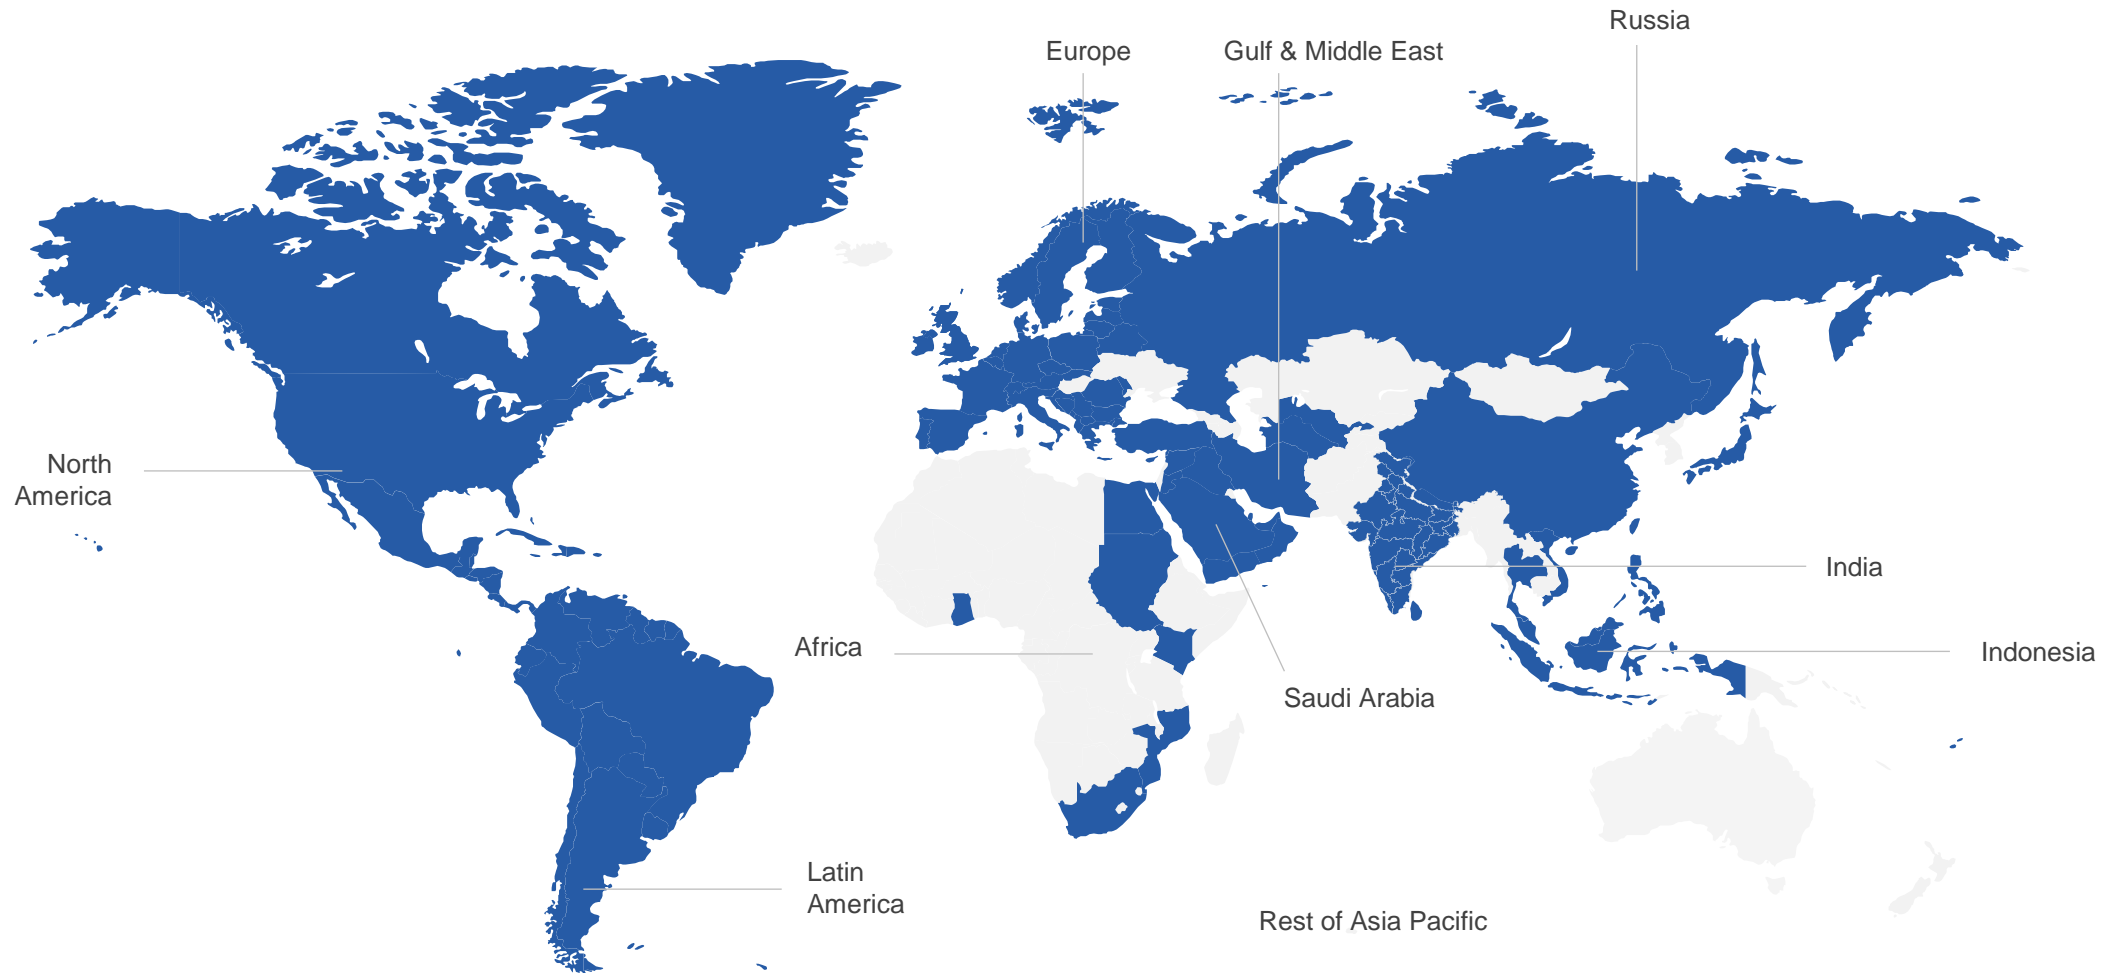 Russia
Europe
Gulf & Middle East
North
America
India
Africa
Indonesia
Saudi Arabia
Latin
America
Rest of Asia Pacific